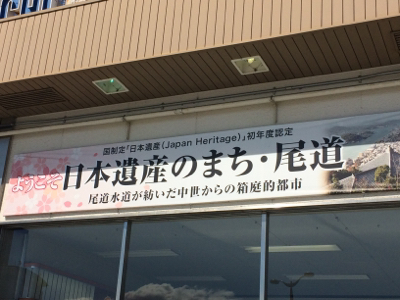 国制定「日本遺産(Japan Heritage)」初年度認定
ようこそ 日本遺産のまち・尾道
尾道水道が紡いだ中世からの箱庭的都市